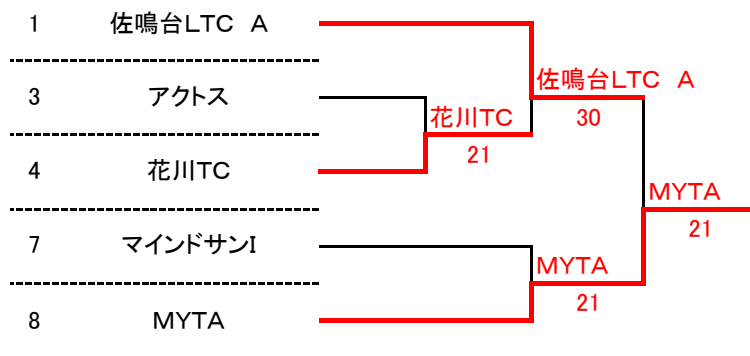 1 佐鳴台LTC A
佐鳴台LTC A
30
3 アクトス
花川TC
21
4 花川TC
MYTA
21
7 マインドサンI
MYTA
21
8 MYTA